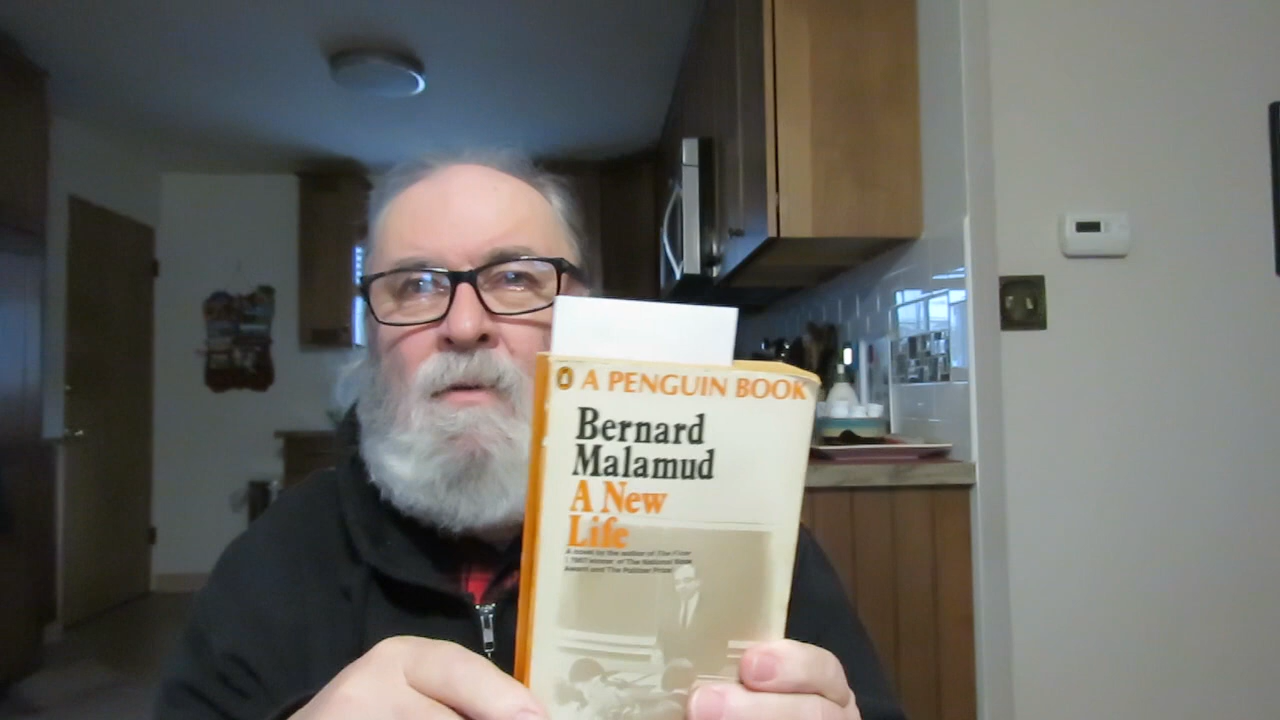 A PENGUIN BOOK
Bernard
Malamud
A New
Life
A novel by the author of The Fixer
1967 winner of The National Book
Award and The Pulitzer Prize